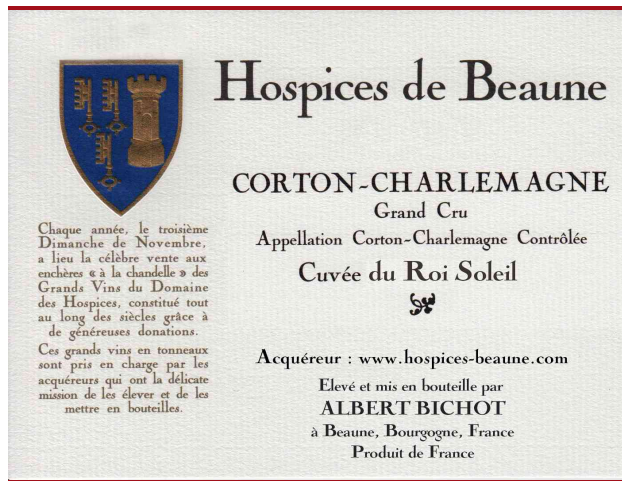 Hospices de Beaune
CORTON-CHARLEMAGNE
Grand Cru
Appellation Corton-Charlemagne Contrôlée
Cuvée du Roi Soleil
Chaque année, le troisième
Dimanche de Novembre,
a lieu la célèbre vente aux
enchères « à la chandelle » des
Grands Vins du Domaine
des Hospices, constitué tout
au long des siècles grâce à
de généreuses donations.
Ces grands vins en tonneaux
sont pris en charge par les
acquéreurs qui ont la délicate
mission de les élever et de les
mettre en bouteilles.
Acquéreur : www.hospices-beaune.com
Elevé et mis en bouteille par
ALBERT BICHOT
à Beaune, Bourgogne, France
Produit de France